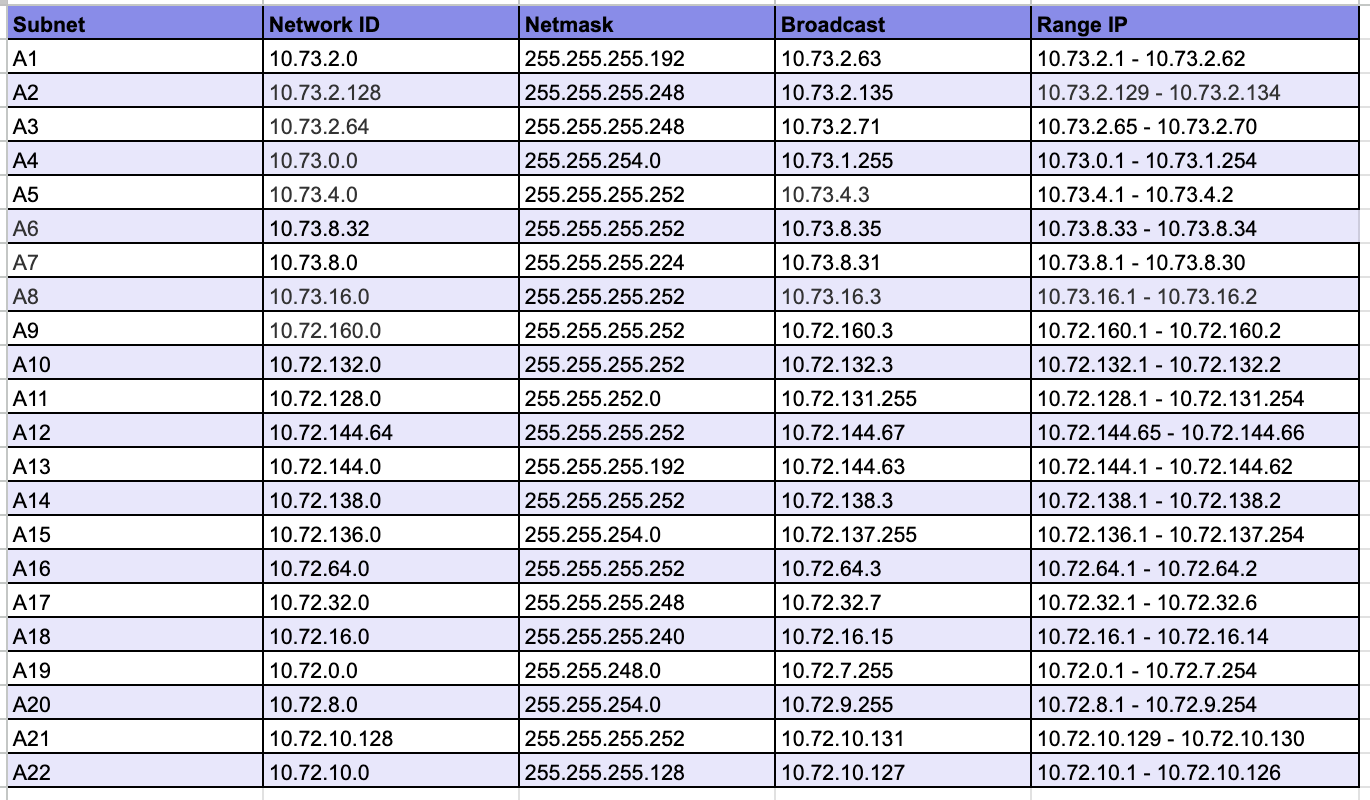 Subnet Network ID Netmask Broadcast Range IP
A1 10.73.2.0 255.255.255.192 10.73.2.63 10.73.2.1 - 10.73.2.62
A2 10.73.2.128 255.255.255.248 10.73.2.135 10.73.2.129 - 10.73.2.134
A3 10.73.2.64 255.255.255.248 10.73.2.71 10.73.2.65 - 10.73.2.70
A4 10.73.0.0 255.255.254.0 10.73.1.255 10.73.0.1 - 10.73.1.254
A5 10.73.4.0 255.255.255.252 10.73.4.3 10.73.4.1 - 10.73.4.2
A6 10.73.8.32 255.255.255.252 10.73.8.35 10.73.8.33 - 10.73.8.34
A7 10.73.8.0 255.255.255.224 10.73.8.31 10.73.8.1 - 10.73.8.30
A8 10.73.16.0 255.255.255.252 10.73.16.3 10.73.16.1 - 10.73.16.2
A9 10.72.160.0 255.255.255.252 10.72.160.3 10.72.160.1 - 10.72.160.2
A10 10.72.132.0 255.255.255.252 10.72.132.3 10.72.132.1 - 10.72.132.2
A11 10.72.128.0 255.255.252.0 10.72.131.255 10.72.128.1 - 10.72.131.254
A12 10.72.144.64 255.255.255.252 10.72.144.67 10.72.144.65 - 10.72.144.66
A13 10.72.144.0 255.255.255.192 10.72.144.63 10.72.144.1 - 10.72.144.62
A14 10.72.138.0 255.255.255.252 10.72.138.3 10.72.138.1 - 10.72.138.2
A15 10.72.136.0 255.255.254.0 10.72.137.255 10.72.136.1 - 10.72.137.254
A16 10.72.64.0 255.255.255.252 10.72.64.3 10.72.64.1 - 10.72.64.2
A17 10.72.32.0 255.255.255.248 10.72.32.7 10.72.32.1 - 10.72.32.6
A18 10.72.16.0 255.255.255.240 10.72.16.15 10.72.16.1 - 10.72.16.14
A19 10.72.0.0 255.255.248.0 10.72.7.255 10.72.0.1 - 10.72.7.254
A20 10.72.8.0 255.255.254.0 10.72.9.255 10.72.8.1 - 10.72.9.254
A21 10.72.10.128 255.255.255.252 10.72.10.131 10.72.10.129 - 10.72.10.130
A22 10.72.10.0 255.255.255.128 10.72.10.127 10.72.10.1 - 10.72.10.126